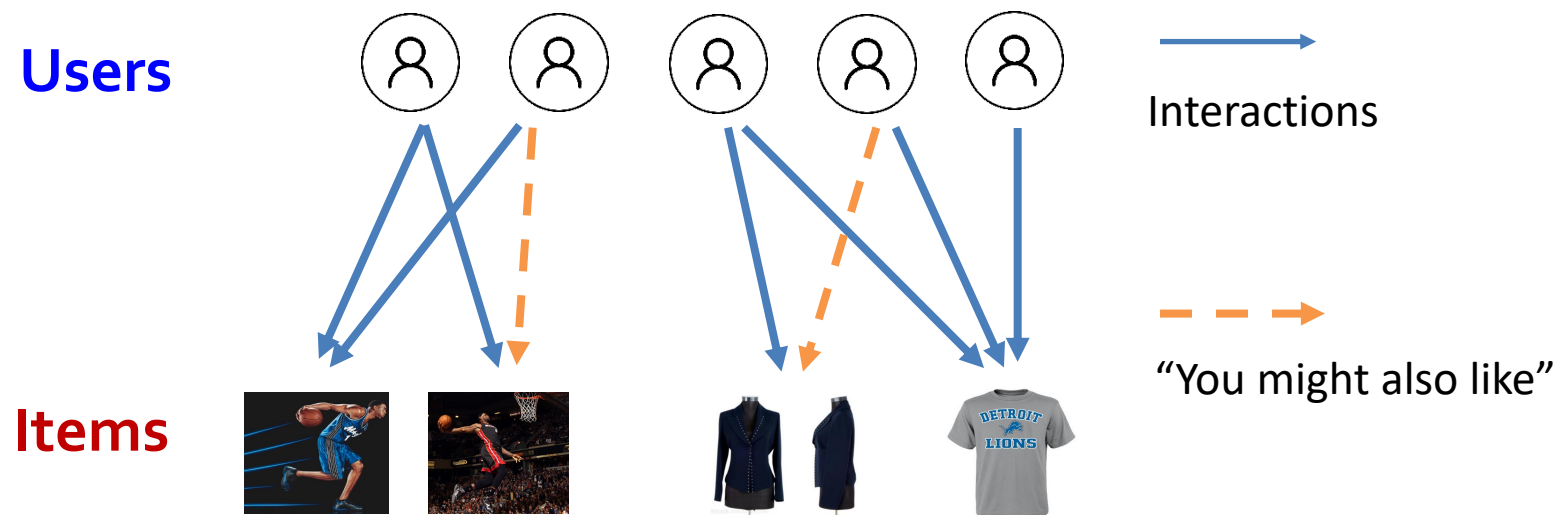 Users
Interactions
“You might also like”
Items
DETROIT
LIONS